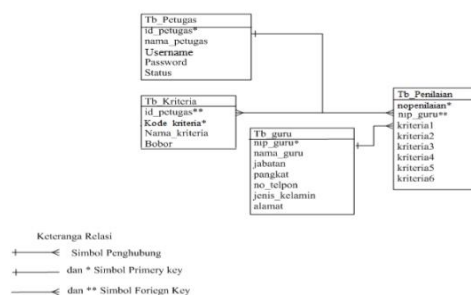 Tb_Petugas
id_petugas*
nama_petugas
Username
Password
Status
Tb_Kriteria
id_petugas**
Kode_kriteria*
Nama_kriteria
Bobor
Tb_guru
nip_guru*
nama_guru
jabatan
pangkat
no_telpon
jenis_kelamin
alamat
Tb_Penilaian
nopenilaian*
nip_guru**
kriteria1
kriteria2
kriteria3
kriteria4
kriteria5
kriteria6
Keteranga Relasi
Simbol Penghubung
dan * Simbol Primery key
dan ** Simbol Foriegn Key